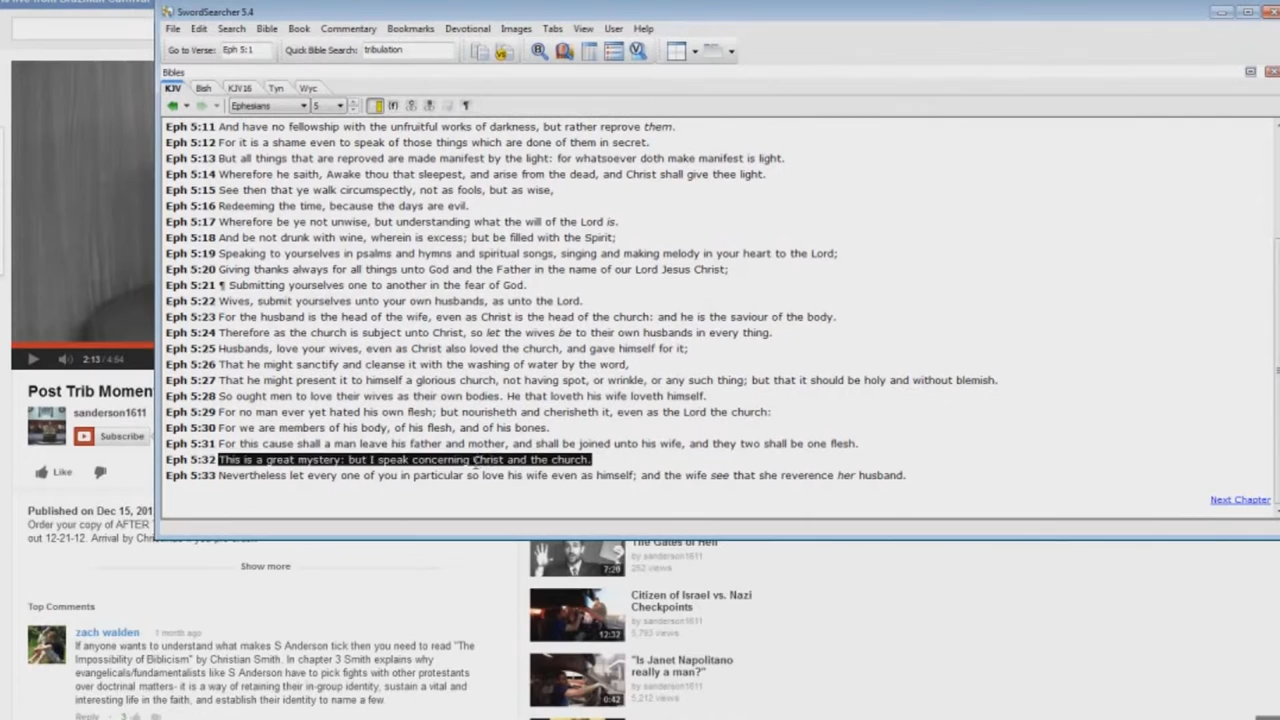 SwordSearcher 5.4
File Edit Search Bible Book Commentary Bookmarks Devotional Images Tabs View User Help
Go to Verse: Eph 5:1 Quick Bible Search: tribulation
Bibles
KJV Bish KJV16 Tyn Wyc
Ephesians 5
Eph 5:11 And have no fellowship with the unfruitful works of darkness, but rather reprove them.
Eph 5:12 For it is a shame even to speak of those things which are done of them in secret.
Eph 5:13 But all things that are reproved are made manifest by the light: for whatsoever doth make manifest is light.
Eph 5:14 Wherefore he saith, Awake thou that sleepest, and arise from the dead, and Christ shall give thee light.
Eph 5:15 See then that ye walk circumspectly, not as fools, but as wise,
Eph 5:16 Redeeming the time, because the days are evil.
Eph 5:17 Wherefore be ye not unwise, but understanding what the will of the Lord is.
Eph 5:18 And be not drunk with wine, wherein is excess; but be filled with the Spirit;
Eph 5:19 Speaking to yourselves in psalms and hymns and spiritual songs, singing and making melody in your heart to the Lord;
Eph 5:20 Giving thanks always for all things unto God and the Father in the name of our Lord Jesus Christ;
Eph 5:21 ¶ Submitting yourselves one to another in the fear of God.
Eph 5:22 Wives, submit yourselves unto your own husbands, as unto the Lord.
Eph 5:23 For the husband is the head of the wife, even as Christ is the head of the church: and he is the saviour of the body.
Eph 5:24 Therefore as the church is subject unto Christ, so let the wives be to their own husbands in every thing.
Eph 5:25 Husbands, love your wives, even as Christ also loved the church, and gave himself for it;
Eph 5:26 That he might sanctify and cleanse it with the washing of water by the word,
Eph 5:27 That he might present it to himself a glorious church, not having spot, or wrinkle, or any such thing; but that it should be holy and without blemish.
Eph 5:28 So ought men to love their wives as their own bodies. He that loveth his wife loveth himself.
Eph 5:29 For no man ever yet hated his own flesh; but nourisheth and cherisheth it, even as the Lord the church:
Eph 5:30 For we are members of his body, of his flesh, and of his bones.
Eph 5:31 For this cause shall a man leave his father and mother, and shall be joined unto his wife, and they two shall be one flesh.
Eph 5:32 This is a great mystery: but I speak concerning Christ and the church.
Eph 5:33 Nevertheless let every one of you in particular so love his wife even as himself; and the wife see that she reverence her husband.
Next Chapter
2:13 / 4:54
Post Trib Moment
sanderson1611
Subscribe
Like
Published on Dec 15, 201
Order your copy of AFTER
out 12-21-12. Arrival by
Show more
Top Comments
zach walden 1 month ago
If anyone wants to understand what makes S Anderson tick then you need to read "The
Impossibility of Biblicism" by Christian Smith. In chapter 3 Smith explains why
evangelicals/fundamentalists like S Anderson have to pick fights with other protestants
over doctrinal matters- it is a way of retaining their in-group identity, sustain a vital and
interesting life in the faith, and establish their identity to name a few.
Reply · 3
The Gates of Hell
by sanderson1611
262 views
7:20
Citizen of Israel vs. Nazi
Checkpoints
by sanderson1611
5,793 views
12:32
"Is Janet Napolitano
really a man?"
by sanderson1611
5,212 views
0:42